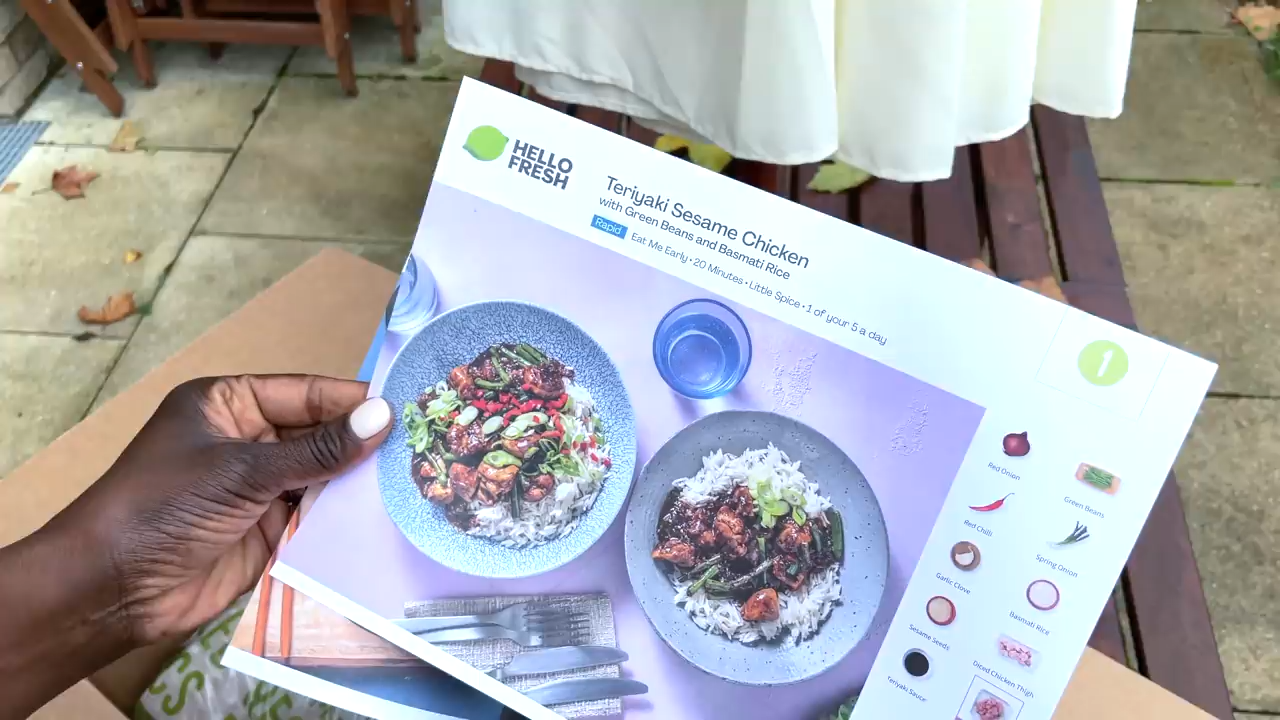 HELLO
FRESH
Teriyaki Sesame Chicken
with Green Beans and Basmati Rice
Rapid Eat Me Early • 20 Minutes • Little Spice • 1 of your 5 a day
1
Red Onion
Green Beans
Red Chilli
Spring Onion
Garlic Clove
Basmati Rice
Sesame Seeds
Diced Chicken Thigh
Teriyaki Sauce